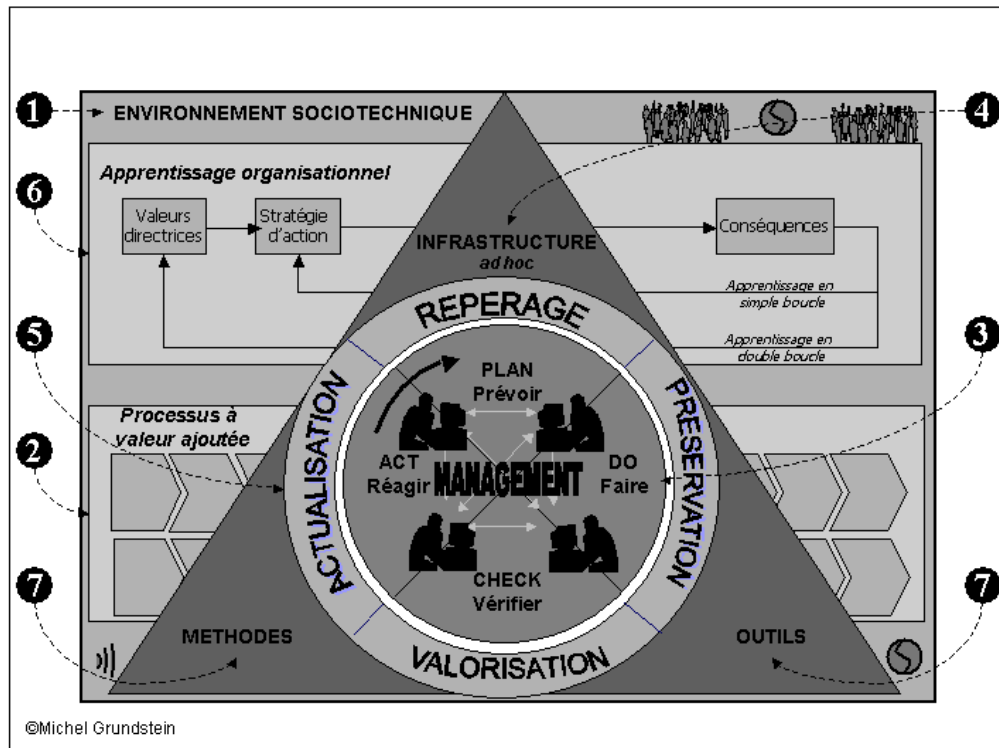 1
ENVIRONNEMENT SOCIOTECHNIQUE
4
6
Apprentissage organisationnel
Valeurs
directrices
Stratégie
d'action
Conséquences
INFRASTRUCTURE
ad hoc
Apprentissage en
simple boucle
Apprentissage en
double boucle
5
3
REPERAGE
PRESERVATION
VALORISATION
ACTUALISATION
PLAN
Prévoir
DO
Faire
CHECK
Vérifier
ACT
Réagir
MANAGEMENT
2
Processus à
valeur ajoutée
7
METHODES
OUTILS
7
©Michel Grundstein